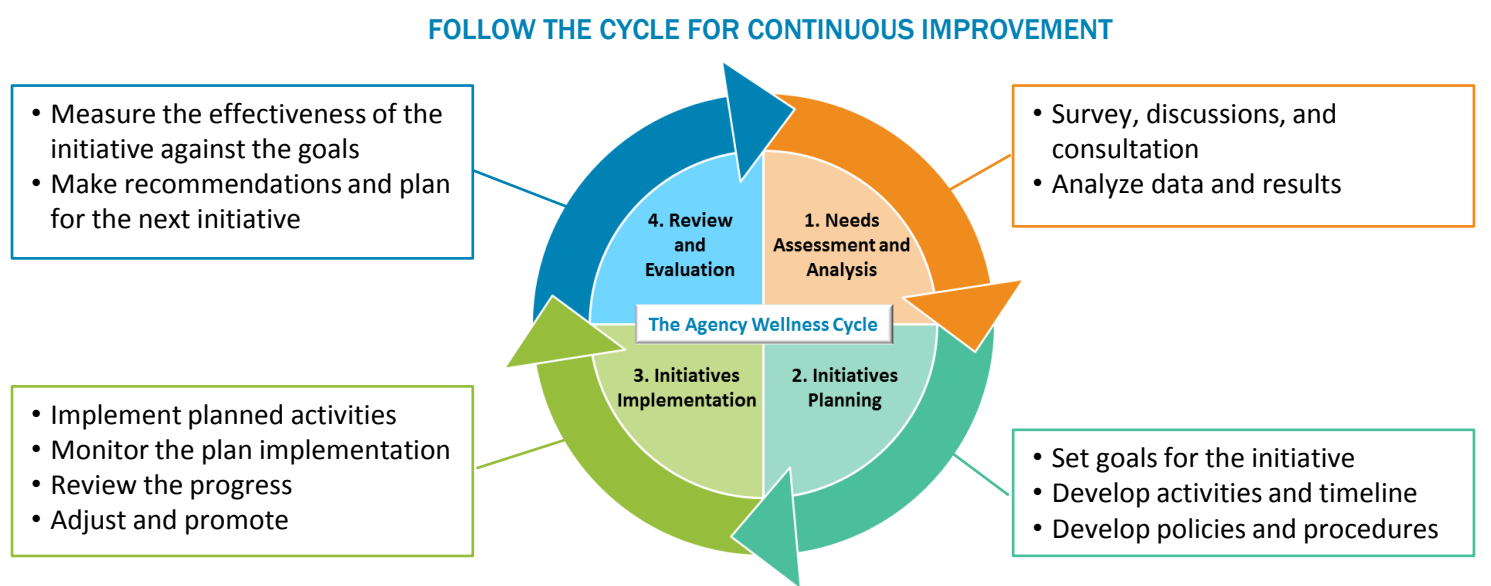 FOLLOW THE CYCLE FOR CONTINUOUS IMPROVEMENT
• Measure the effectiveness of the
initiative against the goals
• Make recommendations and plan
for the next initiative
• Survey, discussions, and
consultation
• Analyze data and results
4. Review
and
Evaluation
1. Needs
Assessment and
Analysis
The Agency Wellness Cycle
3. Initiatives
Implementation
2. Initiatives
Planning
• Implement planned activities
• Monitor the plan implementation
• Review the progress
• Adjust and promote
• Set goals for the initiative
• Develop activities and timeline
• Develop policies and procedures